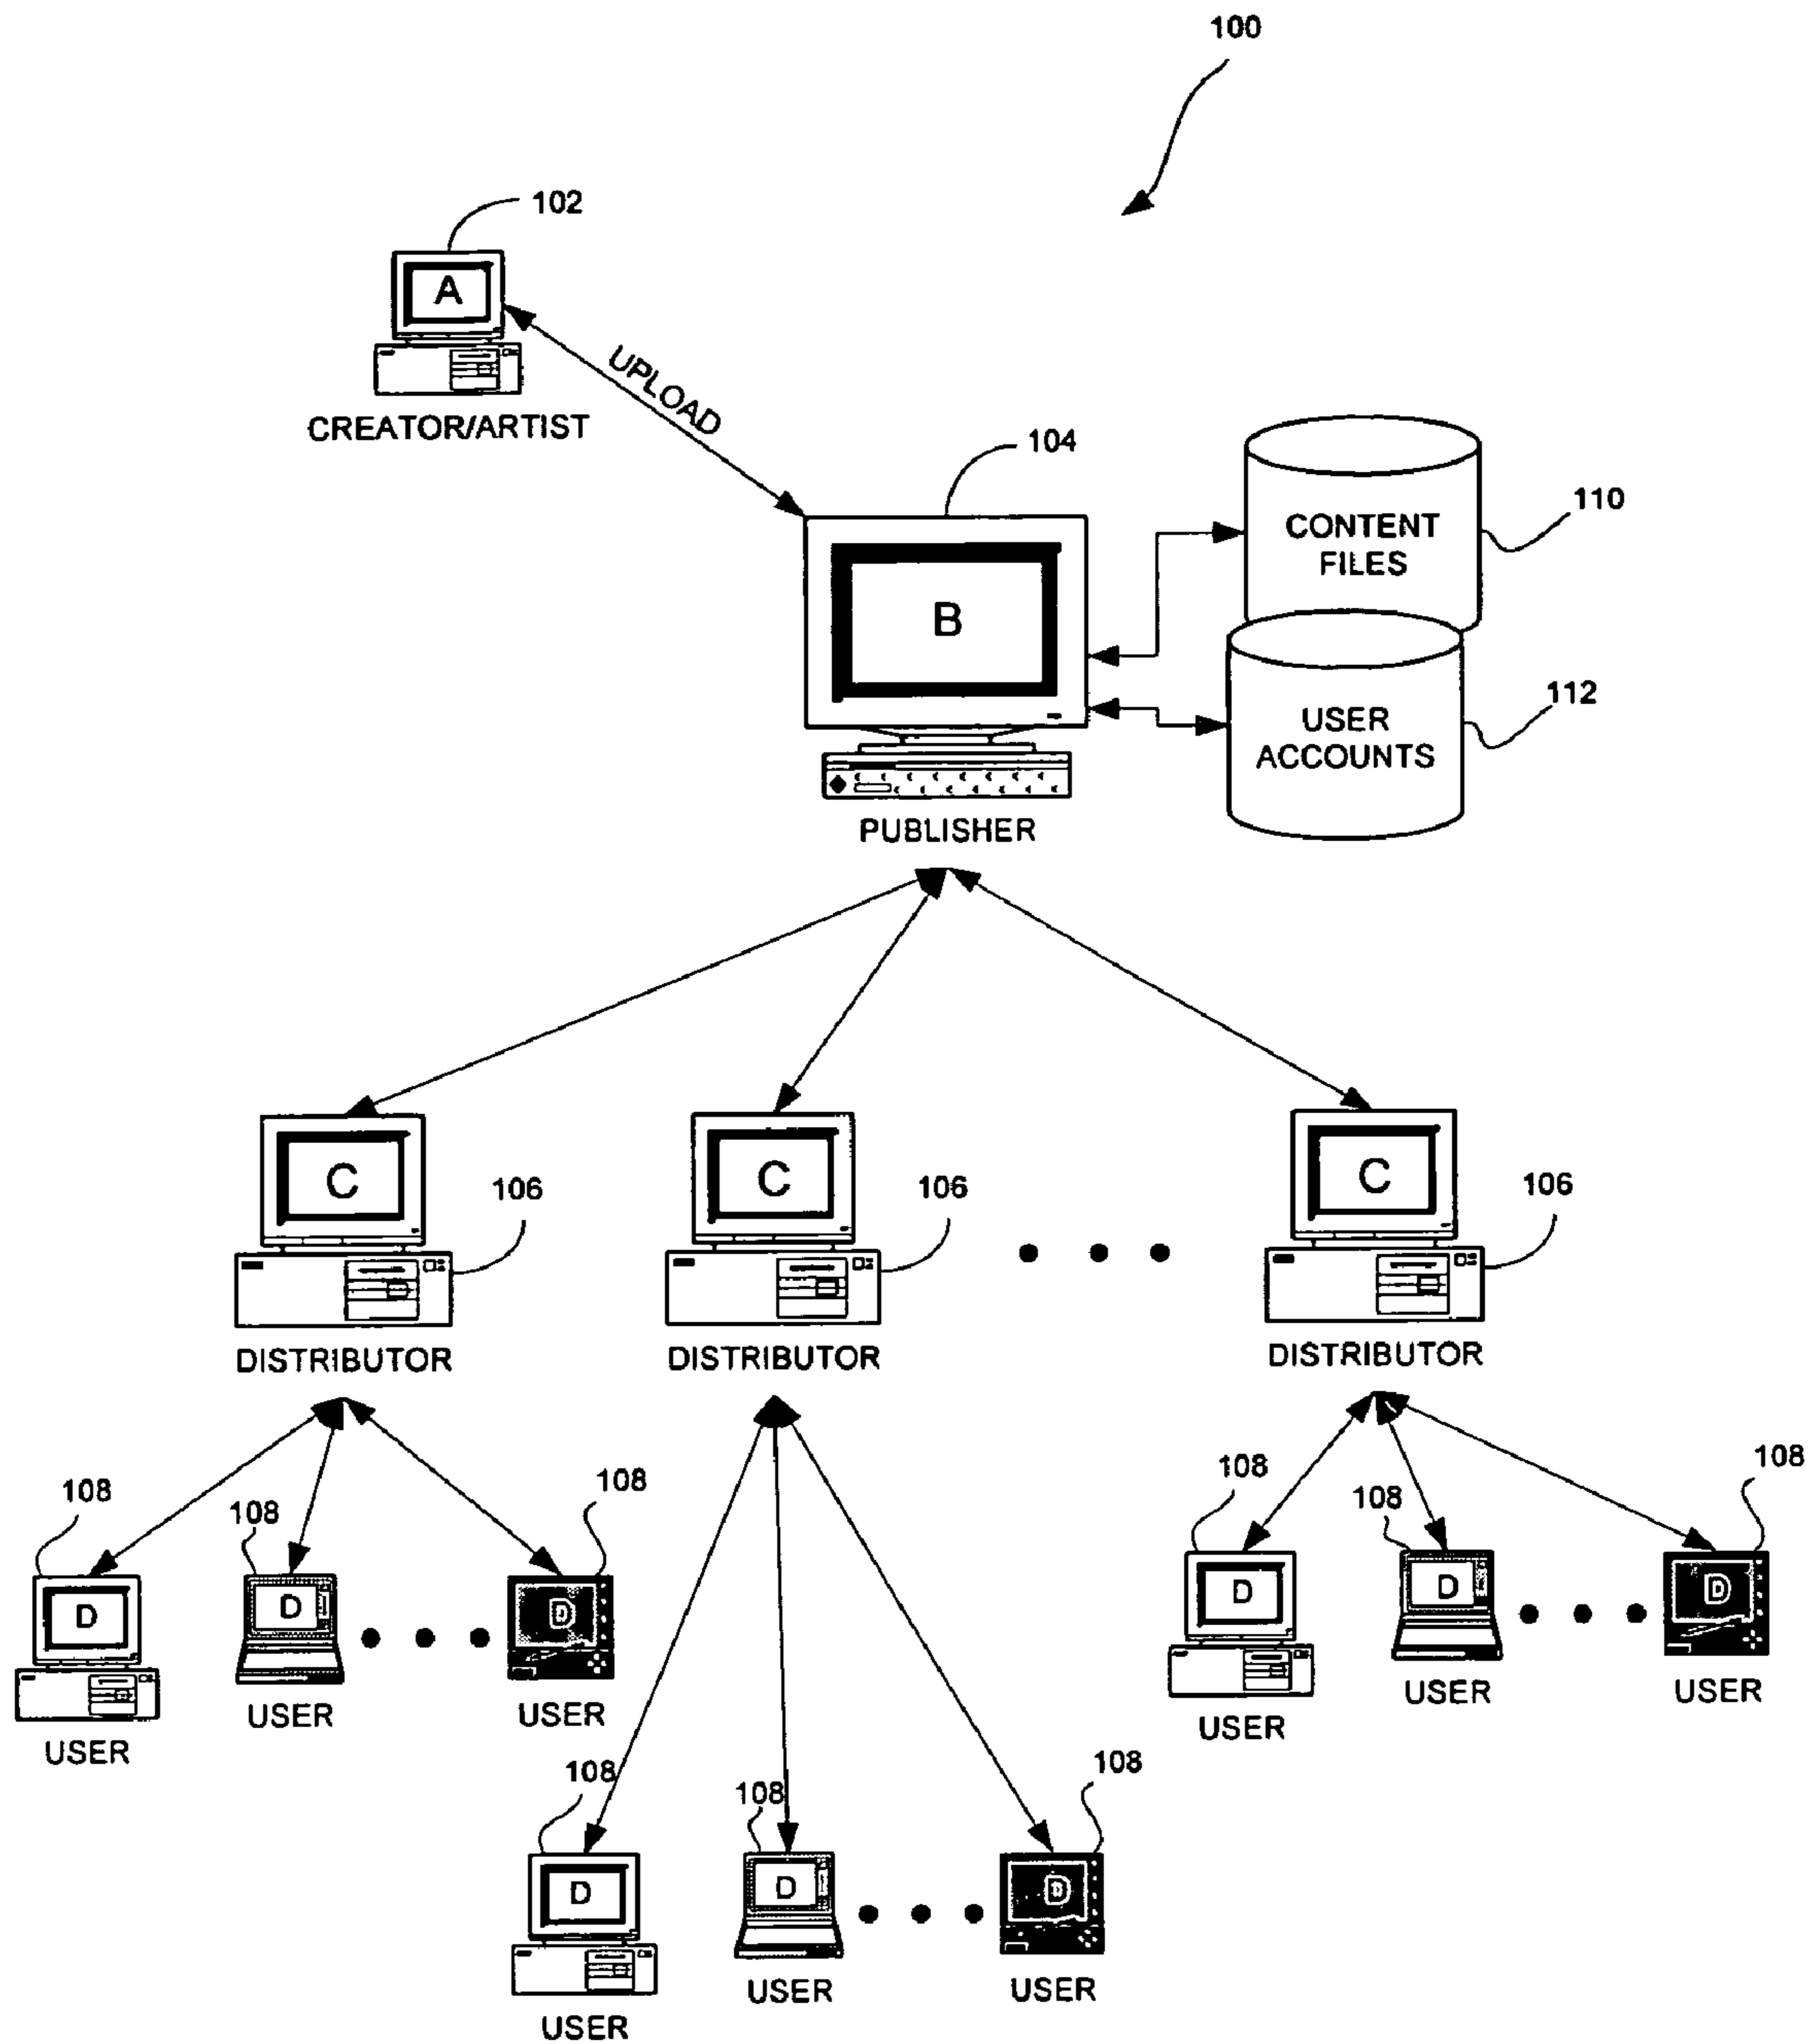 100
102
A
CREATOR/ARTIST
UPLOAD
104
B
PUBLISHER
CONTENT
FILES
110
USER
ACCOUNTS
112
C
106
DISTRIBUTOR
C
106
DISTRIBUTOR
C
106
DISTRIBUTOR
108
D
USER
108
D
USER
108
D
USER
108
D
USER
108
D
USER
108
D
USER
108
D
USER
108
D
USER
108
D
USER